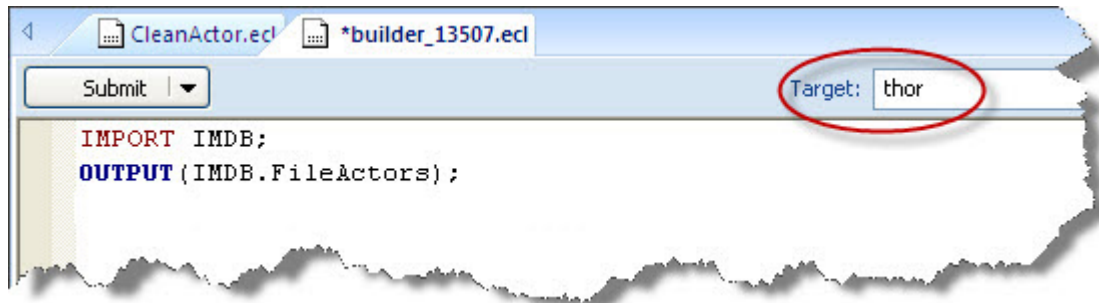 CleanActor.ecl *builder_13507.ecl
Submit Target: thor
IMPORT IMDB;
OUTPUT(IMDB.FileActors);